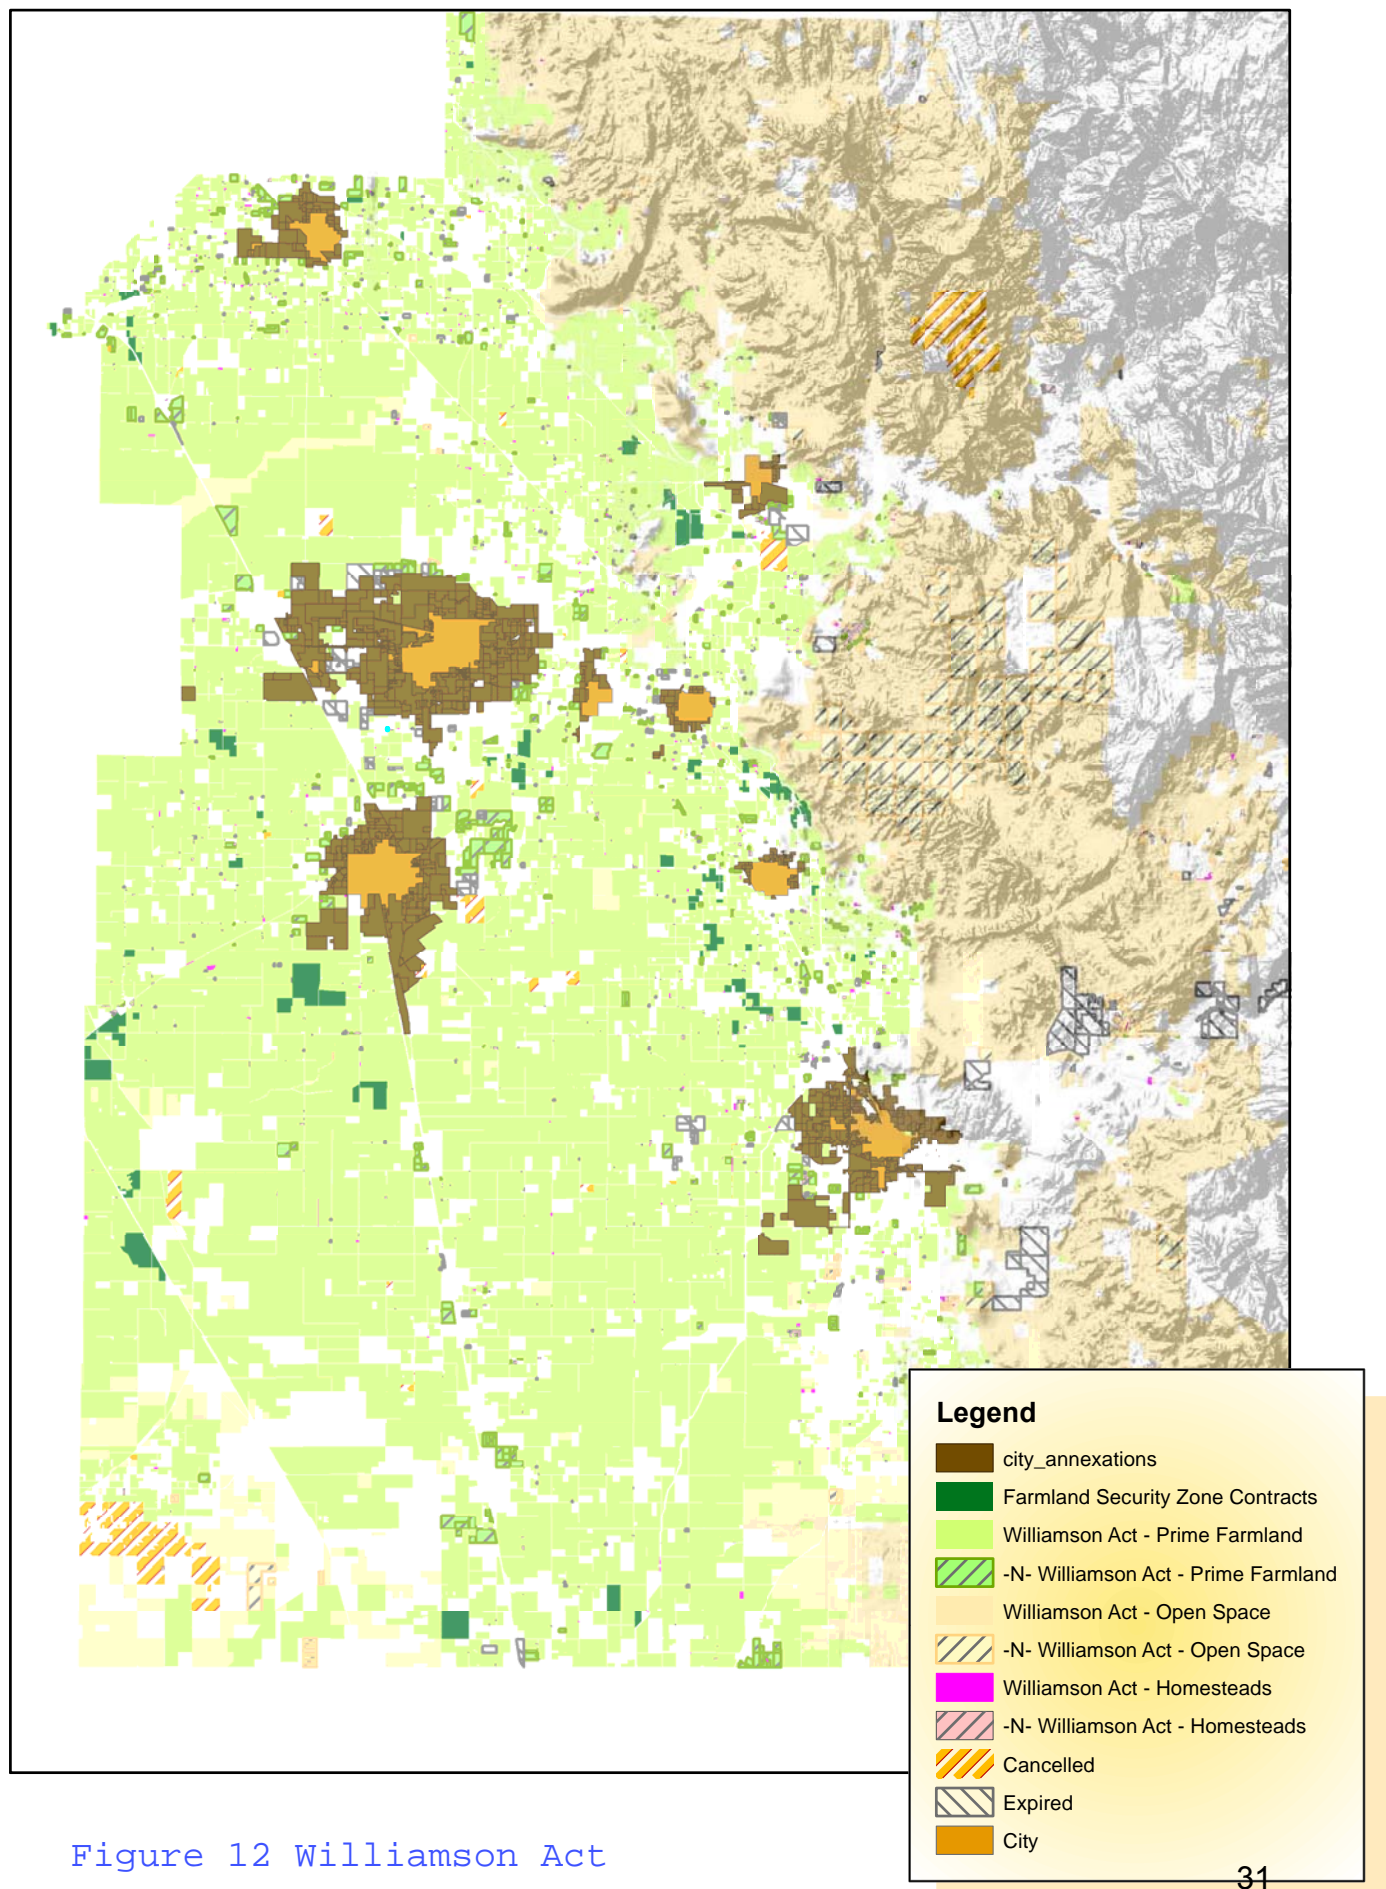 Legend
city_annexations
Farmland Security Zone Contracts
Williamson Act - Prime Farmland
-N- Williamson Act - Prime Farmland
Williamson Act - Open Space
-N- Williamson Act - Open Space
Williamson Act - Homesteads
-N- Williamson Act - Homesteads
Cancelled
Expired
City
Figure 12 Williamson Act
31